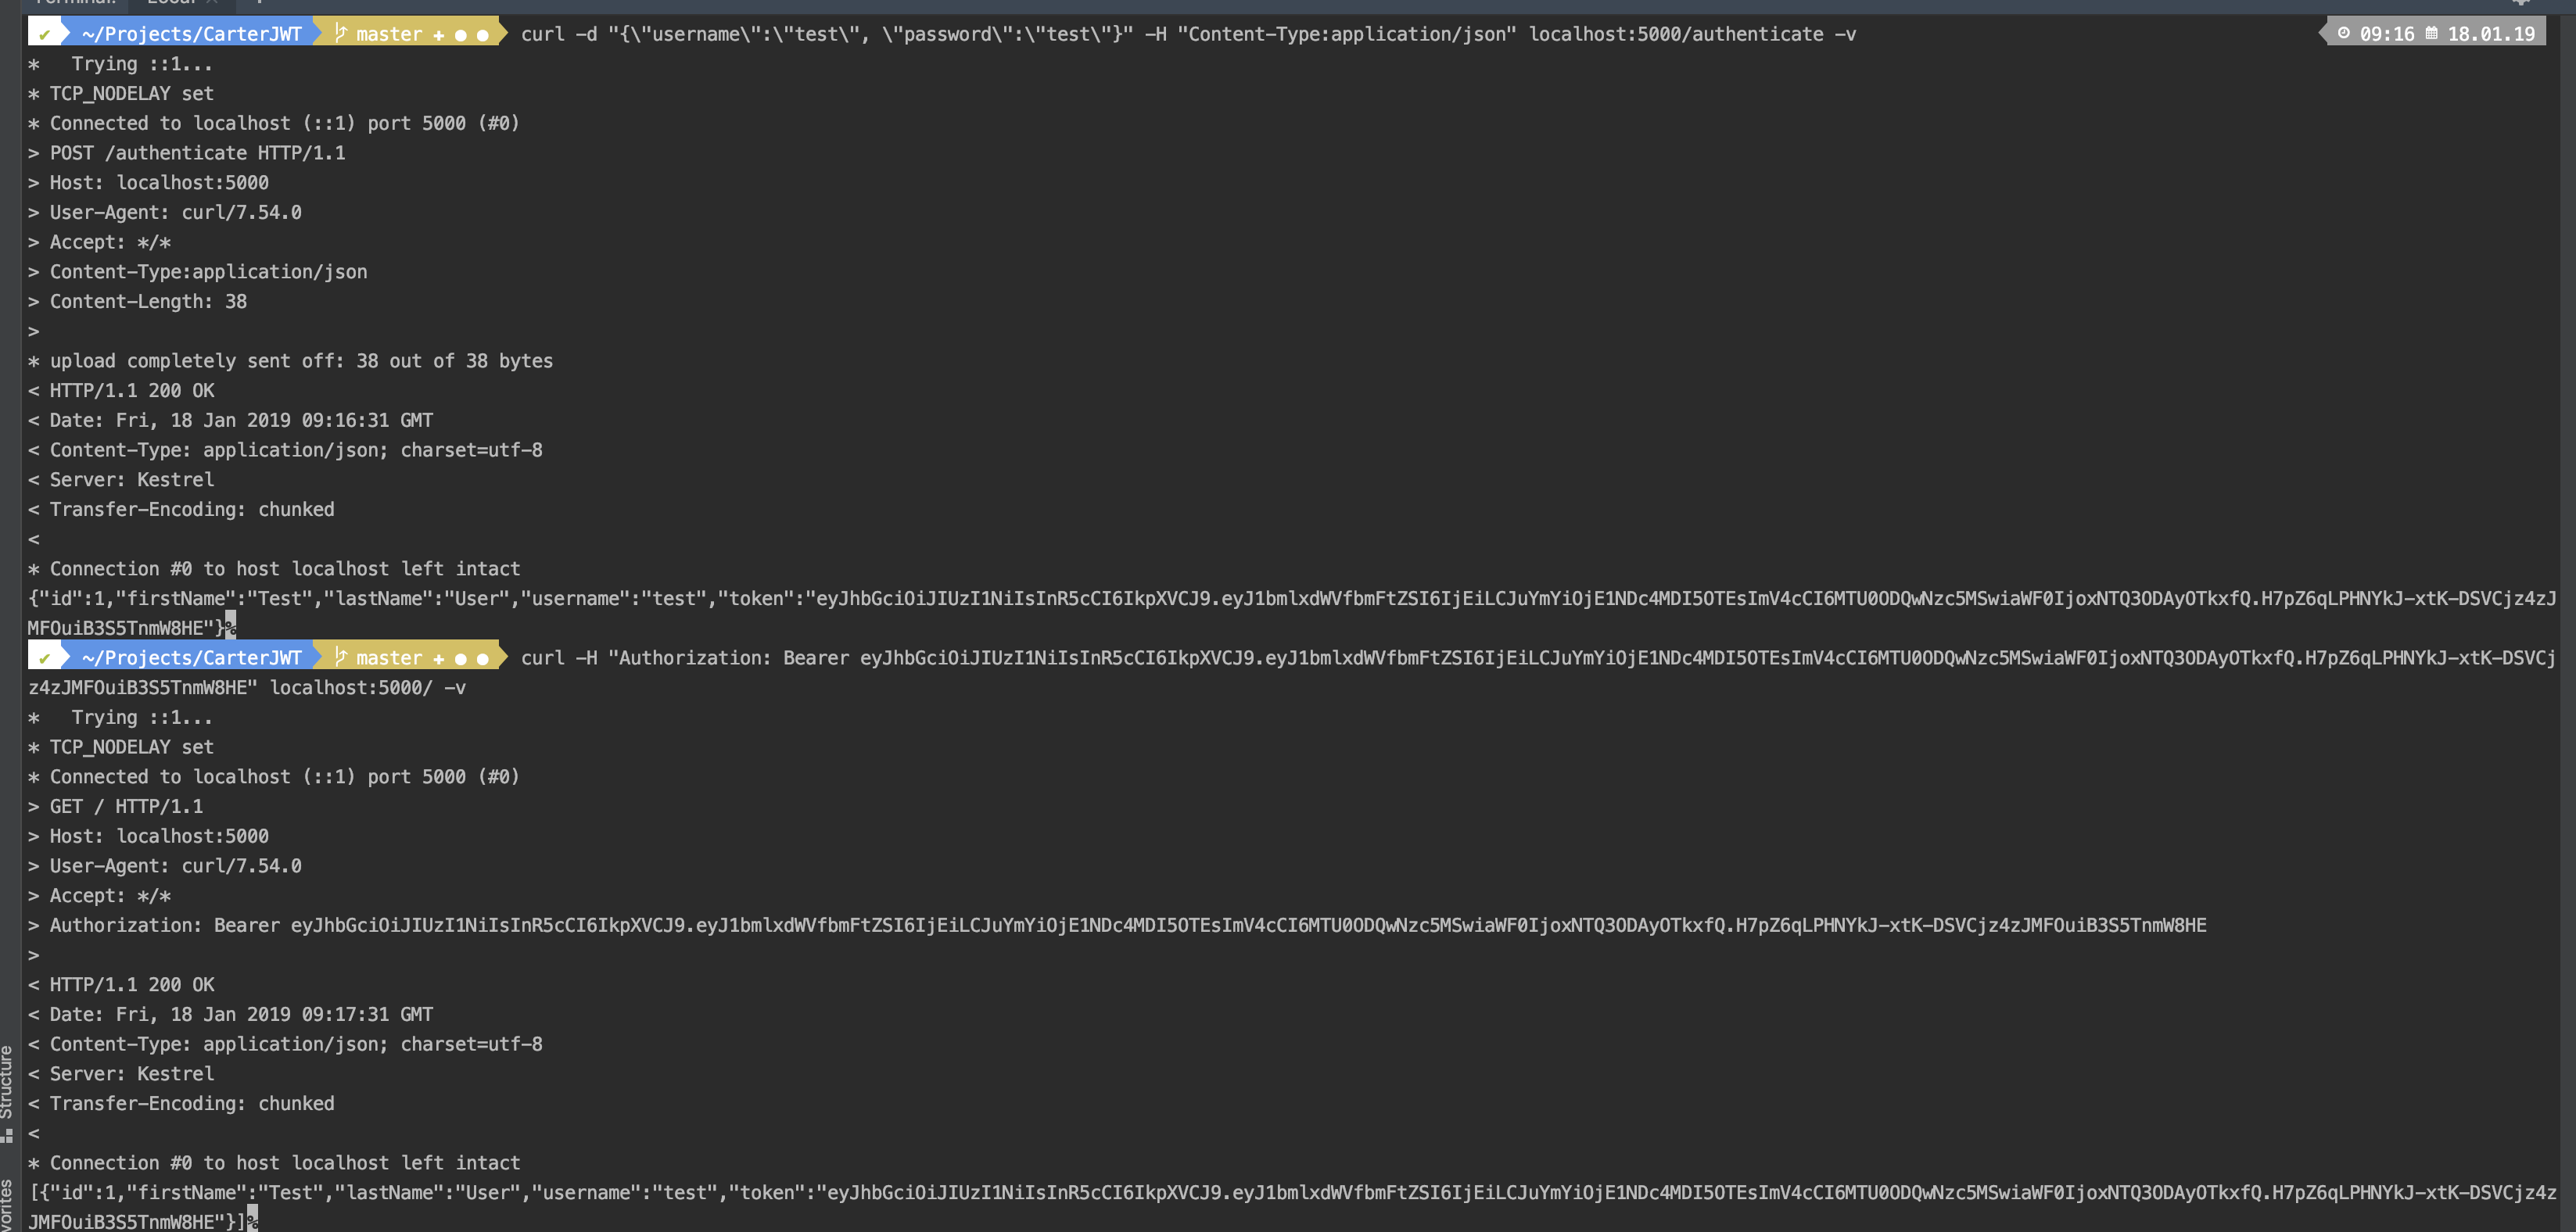 Terminal: Local × +
✔ ~/Projects/CarterJWT master + ● ● curl -d "{\"username\":\"test\", \"password\":\"test\"}" -H "Content-Type:application/json" localhost:5000/authenticate -v 09:16 18.01.19
*   Trying ::1...
* TCP_NODELAY set
* Connected to localhost (::1) port 5000 (#0)
> POST /authenticate HTTP/1.1
> Host: localhost:5000
> User-Agent: curl/7.54.0
> Accept: */*
> Content-Type:application/json
> Content-Length: 38
>
* upload completely sent off: 38 out of 38 bytes
< HTTP/1.1 200 OK
< Date: Fri, 18 Jan 2019 09:16:31 GMT
< Content-Type: application/json; charset=utf-8
< Server: Kestrel
< Transfer-Encoding: chunked
<
* Connection #0 to host localhost left intact
{"id":1,"firstName":"Test","lastName":"User","username":"test","token":"eyJhbGciOiJIUzI1NiIsInR5cCI6IkpXVCJ9.eyJ1bmlxdWVfbmFtZSI6IjEiLCJuYmYiOjE1NDc4MDI5OTEsImV4cCI6MTU0ODQwNzc5MSwiaWF0IjoxNTQ3ODAyOTkxfQ.H7pZ6qLPHNYkJ-xtK-DSVCjz4zJ
MFOuiB3S5TnmW8HE"}%
✔ ~/Projects/CarterJWT master + ● ● curl -H "Authorization: Bearer eyJhbGciOiJIUzI1NiIsInR5cCI6IkpXVCJ9.eyJ1bmlxdWVfbmFtZSI6IjEiLCJuYmYiOjE1NDc4MDI5OTEsImV4cCI6MTU0ODQwNzc5MSwiaWF0IjoxNTQ3ODAyOTkxfQ.H7pZ6qLPHNYkJ-xtK-DSVCj
z4zJMFOuiB3S5TnmW8HE" localhost:5000/ -v
*   Trying ::1...
* TCP_NODELAY set
* Connected to localhost (::1) port 5000 (#0)
> GET / HTTP/1.1
> Host: localhost:5000
> User-Agent: curl/7.54.0
> Accept: */*
> Authorization: Bearer eyJhbGciOiJIUzI1NiIsInR5cCI6IkpXVCJ9.eyJ1bmlxdWVfbmFtZSI6IjEiLCJuYmYiOjE1NDc4MDI5OTEsImV4cCI6MTU0ODQwNzc5MSwiaWF0IjoxNTQ3ODAyOTkxfQ.H7pZ6qLPHNYkJ-xtK-DSVCjz4zJMFOuiB3S5TnmW8HE
>
< HTTP/1.1 200 OK
< Date: Fri, 18 Jan 2019 09:17:31 GMT
< Content-Type: application/json; charset=utf-8
< Server: Kestrel
< Transfer-Encoding: chunked
<
* Connection #0 to host localhost left intact
[{"id":1,"firstName":"Test","lastName":"User","username":"test","token":"eyJhbGciOiJIUzI1NiIsInR5cCI6IkpXVCJ9.eyJ1bmlxdWVfbmFtZSI6IjEiLCJuYmYiOjE1NDc4MDI5OTEsImV4cCI6MTU0ODQwNzc5MSwiaWF0IjoxNTQ3ODAyOTkxfQ.H7pZ6qLPHNYkJ-xtK-DSVCjz4z
JMFOuiB3S5TnmW8HE"}]%
Structure